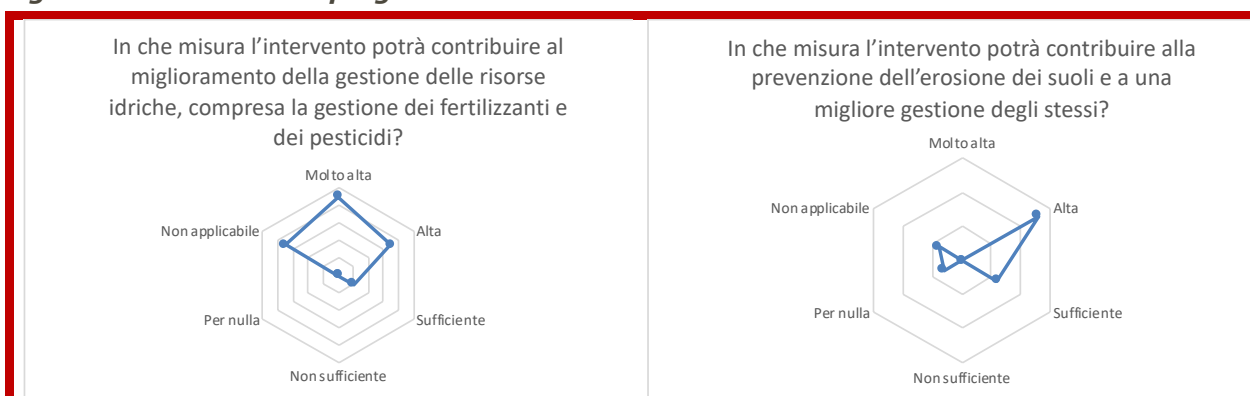 In che misura l'intervento potrà contribuire al
miglioramento della gestione delle risorse
idriche, compresa la gestione dei fertilizzanti e
dei pesticidi?
Molto alta
Non applicabile
Alta
Per nulla
Sufficiente
Non sufficiente
In che misura l'intervento potrà contribuire alla
prevenzione dell'erosione dei suoli e a una
migliore gestione degli stessi?
Molto alta
Non applicabile
Alta
Per nulla
Sufficiente
Non sufficiente